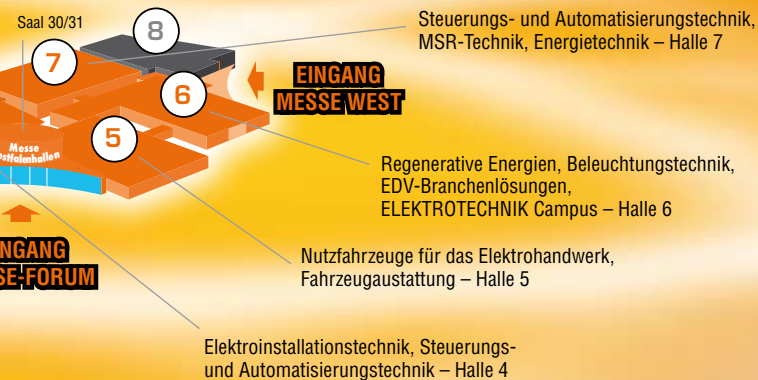 Saal 30/31
8
7
6
5
Steuerungs- und Automatisierungstechnik,
MSR-Technik, Energietechnik – Halle 7
EINGANG
MESSE WEST
Messe
Regenerative Energien, Beleuchtungstechnik,
EDV-Branchenlösungen,
ELEKTROTECHNIK Campus – Halle 6
Nutzfahrzeuge für das Elektrohandwerk,
Fahrzeugaustattung – Halle 5
Elektroinstallationstechnik, Steuerungs-
und Automatisierungstechnik – Halle 4